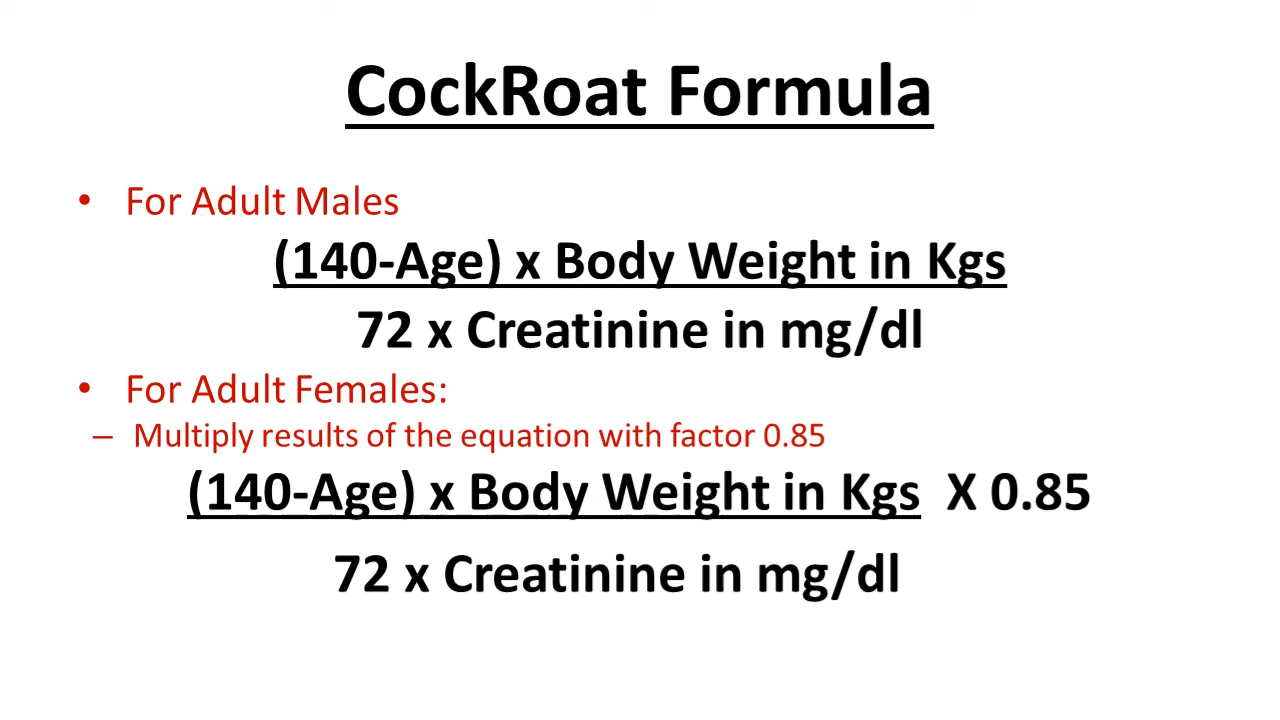 CockRoat Formula
• For Adult Males
(140-Age) x Body Weight in Kgs
72 x Creatinine in mg/dl
• For Adult Females:
– Multiply results of the equation with factor 0.85
(140-Age) x Body Weight in Kgs X 0.85
72 x Creatinine in mg/dl